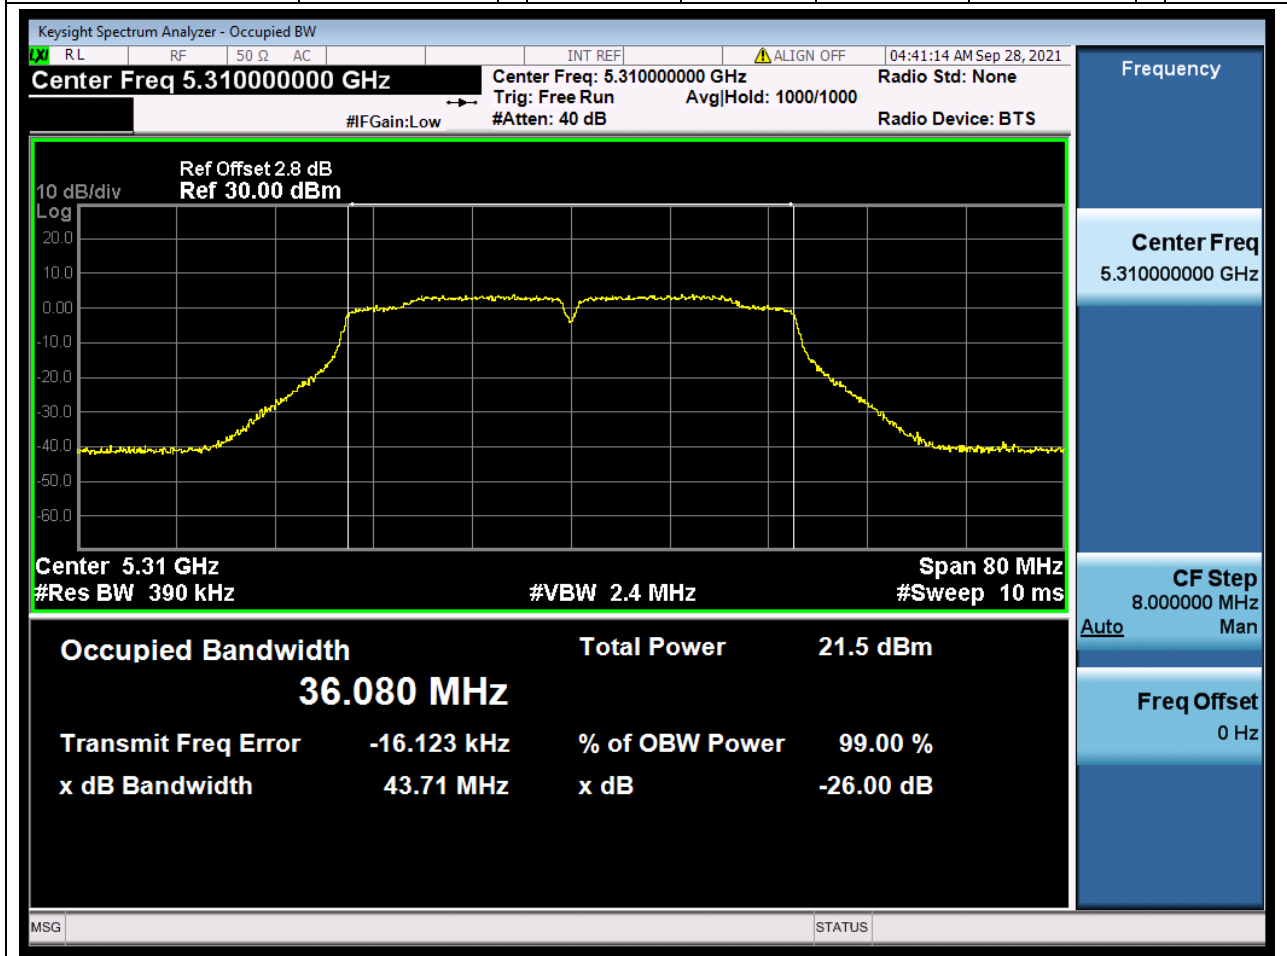 Keysight Spectrum Analyzer - Occupied BW
LXI RL RF 50 Ω AC INT REF ALIGN OFF 04:41:14 AM Sep 28, 2021
Center Freq 5.310000000 GHz
Center Freq: 5.310000000 GHz
Radio Std: None
Trig: Free Run Avg|Hold: 1000/1000
#IFGain:Low
#Atten: 40 dB
Radio Device: BTS
Ref Offset 2.8 dB
10 dB/div Ref 30.00 dBm
Log
20.0
10.0
0.00
-10.0
-20.0
-30.0
-40.0
-50.0
-60.0
Center 5.31 GHz Span 80 MHz
#Res BW 390 kHz #VBW 2.4 MHz #Sweep 10 ms
Occupied Bandwidth Total Power 21.5 dBm
36.080 MHz
Transmit Freq Error -16.123 kHz % of OBW Power 99.00 %
x dB Bandwidth 43.71 MHz x dB -26.00 dB
MSG STATUS
Frequency
Center Freq
5.310000000 GHz
CF Step
8.000000 MHz
Auto Man
Freq Offset
0 Hz